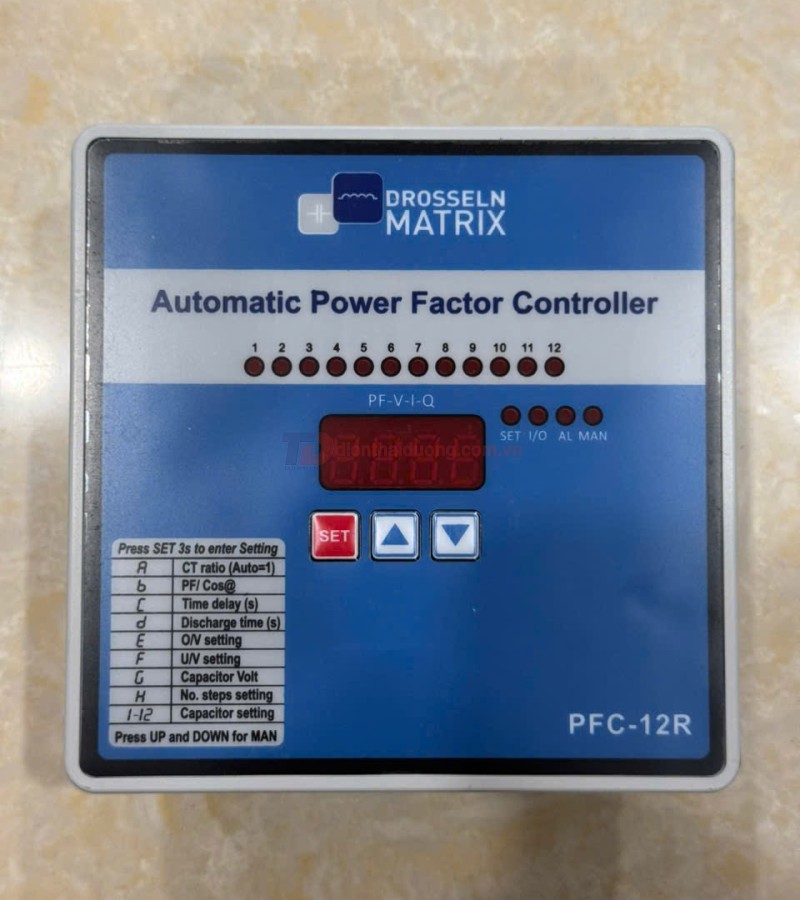 DROSSELN
MATRIX
Automatic Power Factor Controller
1 2 3 4 5 6 7 8 9 10 11 12
PF-V-I-Q
SET I/O AL MAN
dienthaiduong.com.vn
SET
Press SET 3s to enter Setting
A CT ratio (Auto=1)
b PF/ Cos@
C Time delay (s)
d Discharge time (s)
E O/V setting
F U/V setting
G Capacitor Volt
H No. steps setting
1-12 Capacitor setting
Press UP and DOWN for MAN
PFC-12R